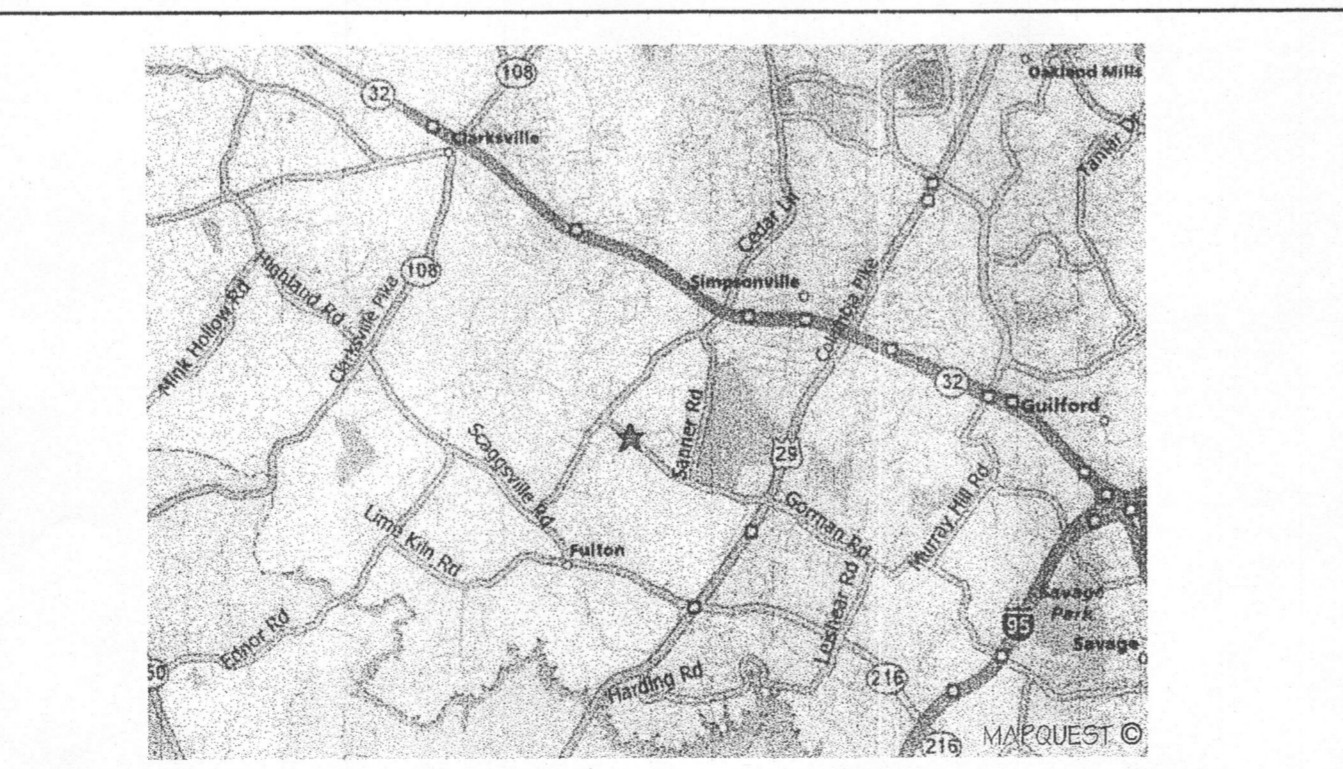 108
32
Oakland Mills
Clarksville
Tamar Dr
Cedar Ln
108
Highland Rd
Simpsonville
Columbia Pike
Mink Hollow Rd
Clarksville Pike
32
Guilford
Sanner Rd
29
Scaggsville Rd
Murray Hill Rd
Gorman Rd
Lime Kiln Rd
Fulton
Leshear Rd
Savage
Park
95
Ednor Rd
Savage
50
Harding Rd
216
216
MAPQUEST ©